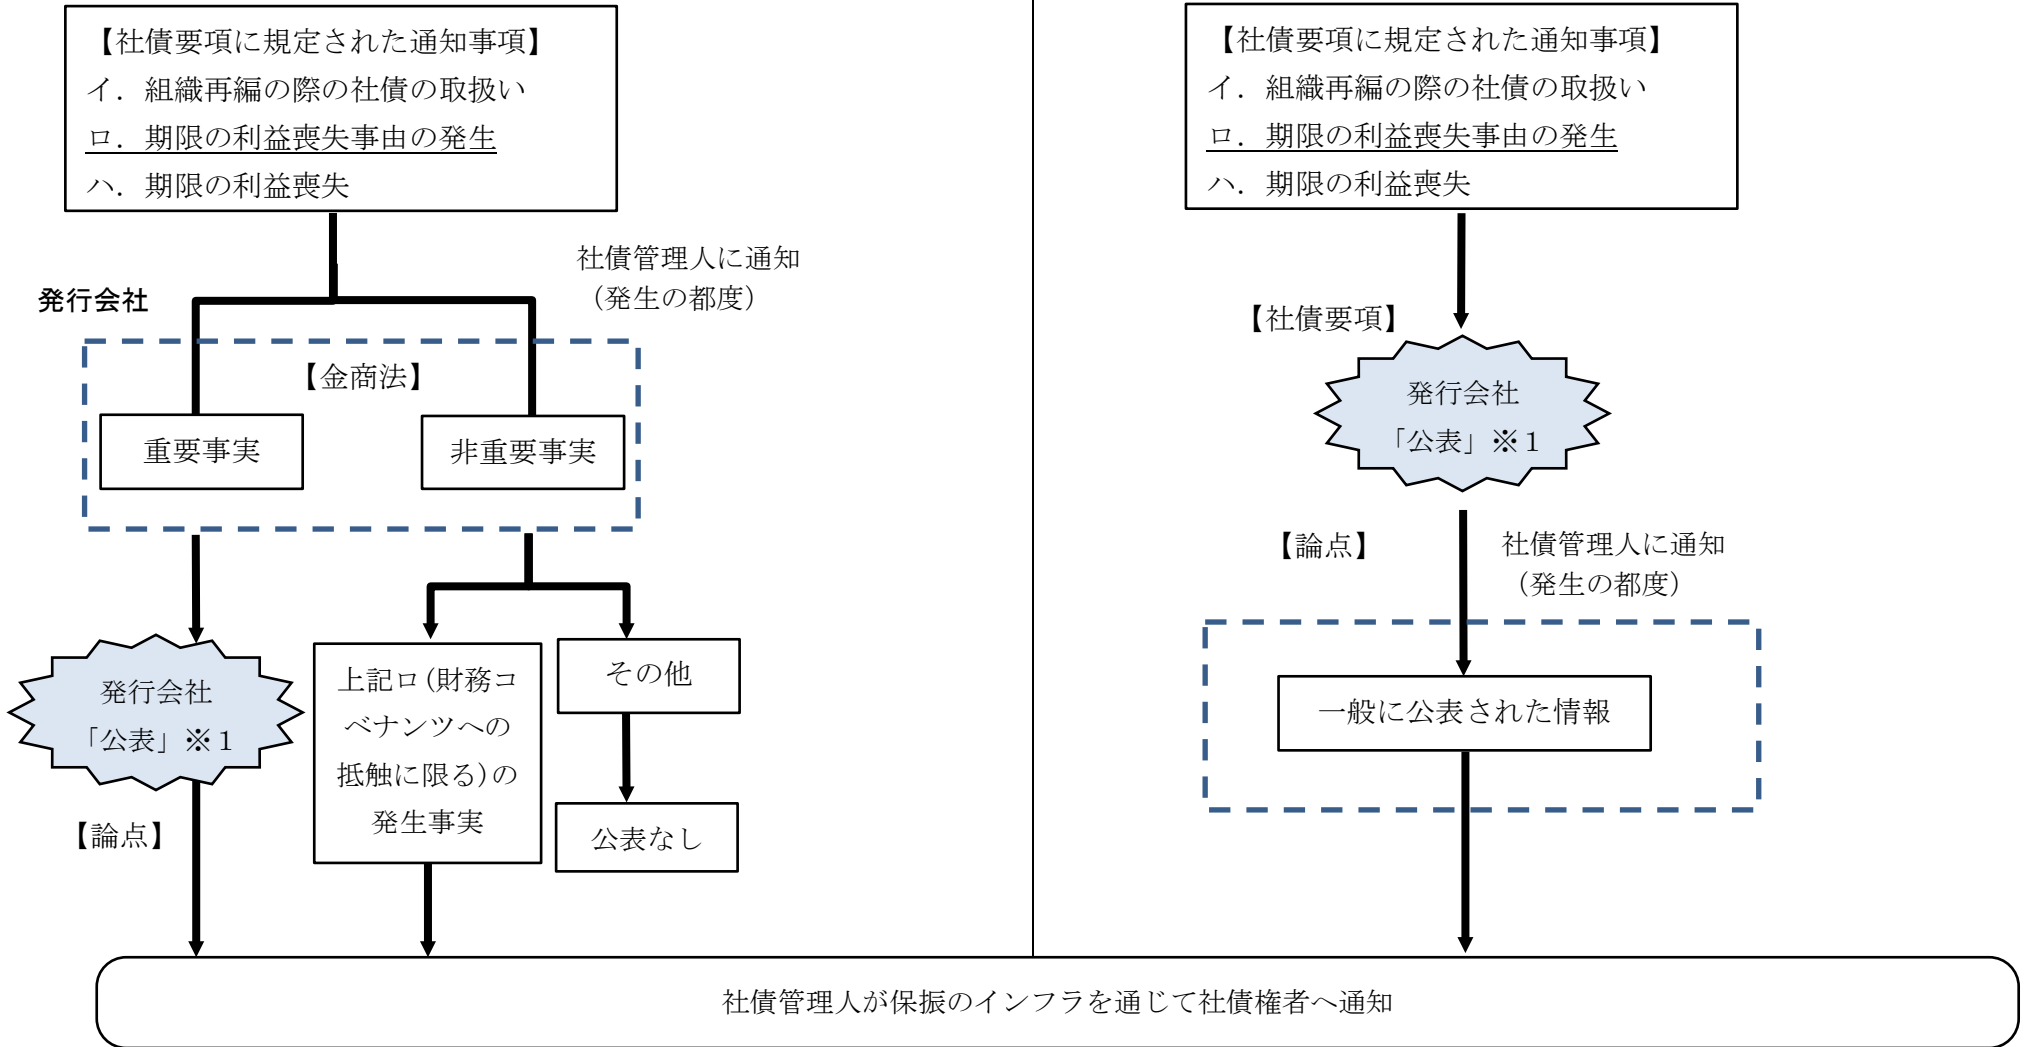 【社債要項に規定された通知事項】
イ．組織再編の際の社債の取扱い
ロ．期限の利益喪失事由の発生
ハ．期限の利益喪失
社債管理人に通知
（発生の都度）
発行会社
【金商法】
重要事実
非重要事実
発行会社
「公表」※１
【論点】
上記ロ（財務コ
ベナンツへの
抵触に限る）の
発生事実
その他
公表なし
【社債要項に規定された通知事項】
イ．組織再編の際の社債の取扱い
ロ．期限の利益喪失事由の発生
ハ．期限の利益喪失
【社債要項】
発行会社
「公表」※１
【論点】
社債管理人に通知
（発生の都度）
一般に公表された情報
社債管理人が保振のインフラを通じて社債権者へ通知